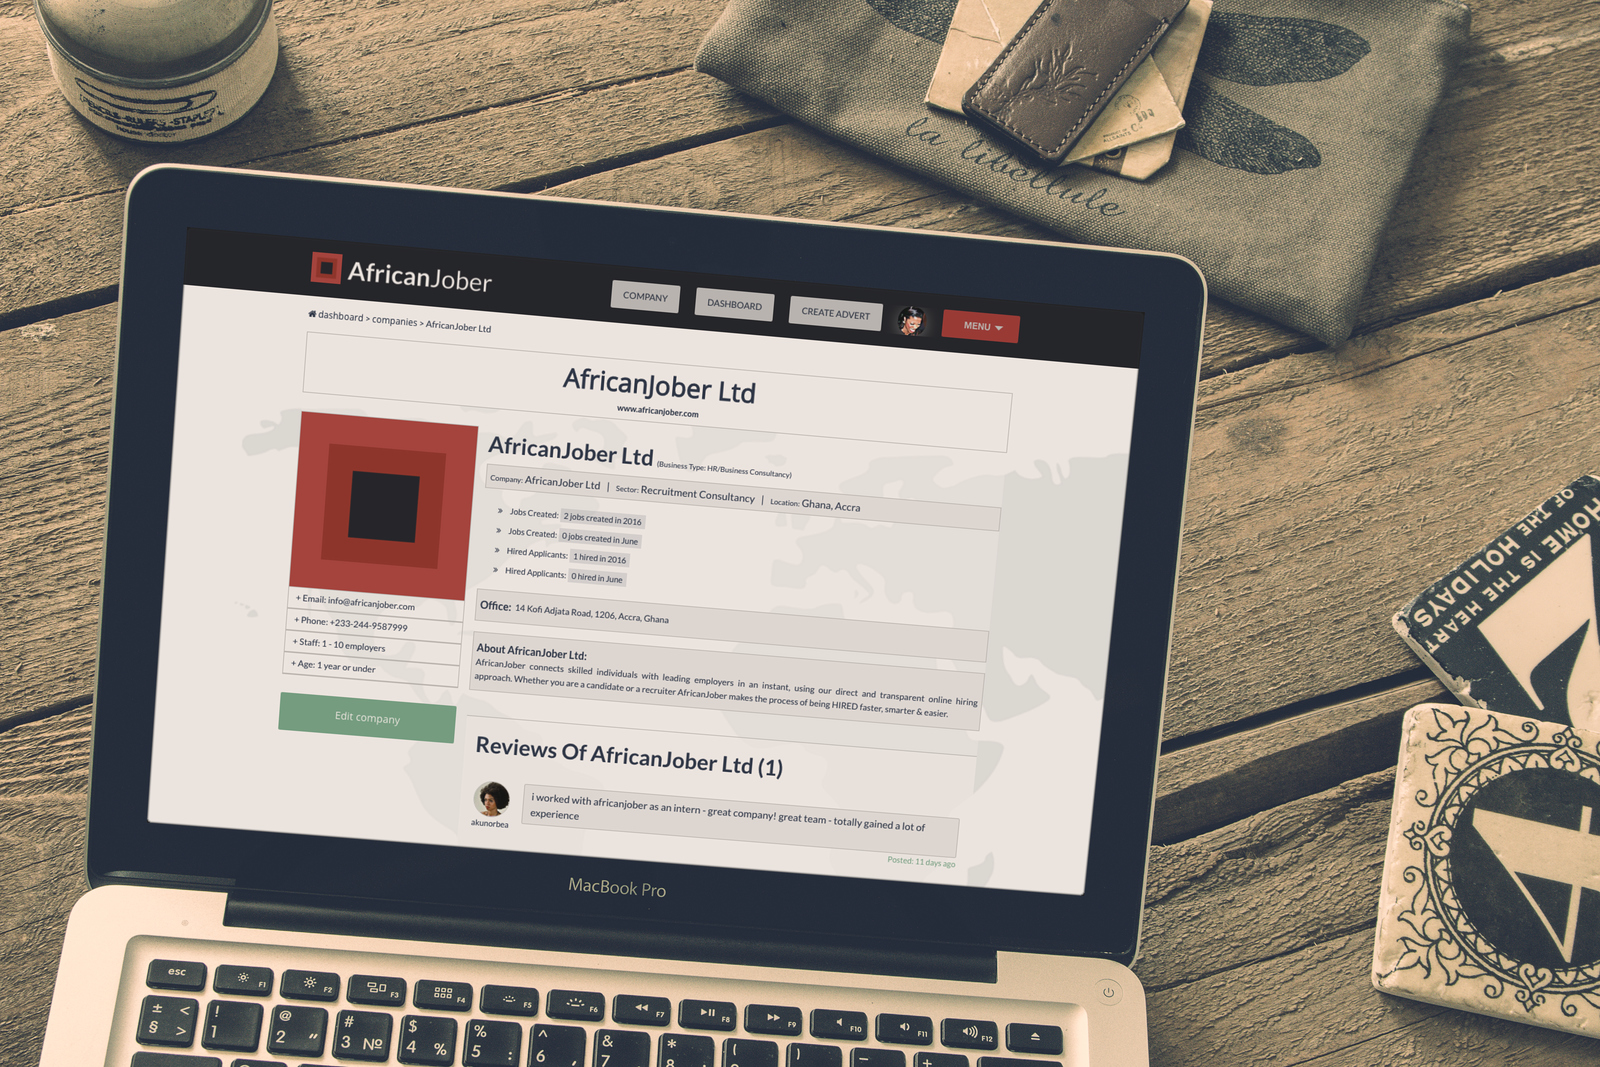 la libellule
AfricanJober
COMPANY
DASHBOARD
CREATE ADVERT
MENU
dashboard > companies > AfricanJober Ltd
AfricanJober Ltd
www.africanjober.com
AfricanJober Ltd (Business Type: HR/Business Consultancy)
Company: AfricanJober Ltd | Sector: Recruitment Consultancy | Location: Ghana, Accra
» Jobs Created: 2 jobs created in 2016
» Jobs Created: 0 jobs created in June
» Hired Applicants: 1 hired in 2016
» Hired Applicants: 0 hired in June
+ Email: info@africanjober.com
+ Phone: +233-244-9587999
+ Staff: 1 - 10 employers
+ Age: 1 year or under
Edit company
Office: 14 Kofi Adjata Road, 1206, Accra, Ghana
About AfricanJober Ltd:
AfricanJober connects skilled individuals with leading employers in an instant, using our direct and transparent online hiring
approach. Whether you are a candidate or a recruiter AfricanJober makes the process of being HIRED faster, smarter & easier.
Reviews Of AfricanJober Ltd (1)
akunorbea
i worked with africanjober as an intern - great company! great team - totally gained a lot of
experience
Posted: 11 days ago
MacBook Pro
HOME IS THE HEART
OF THE HOLIDAYS
esc F1 F2 F3 F4 F5 F6 F7 F8 F9 F10 F11 F12
± < § > ! 1 @ 2 " # 3 № $ 4 % % 5 : ^ 6 , & 7 * 8 ( ) – +